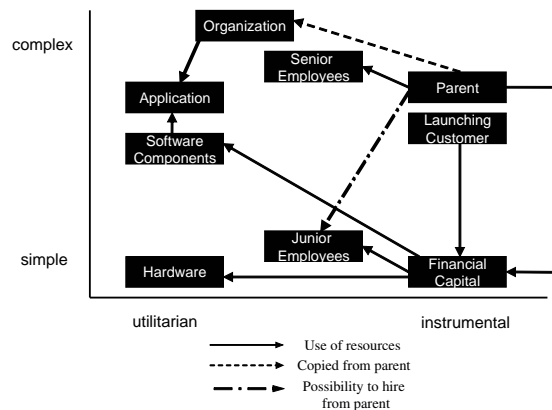 complex
Organization
Senior
Employees
Parent
Application
Launching
Customer
Software
Components
Junior
Employees
simple
Hardware
Financial
Capital
utilitarian
instrumental
Use of resources
Copied from parent
Possibility to hire
from parent